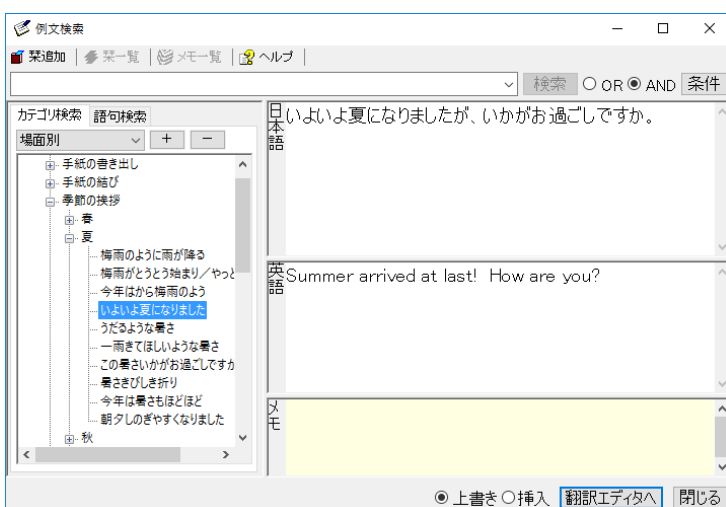 例文検索
栞追加 栞一覧 メモ一覧 ヘルプ
検索 OR AND 条件
カテゴリ検索 語句検索
場面別 + −
手紙の書き出し
手紙の結び
季節の挨拶
春
夏
梅雨のように雨が降る
梅雨がとうとう始まり／やっと
今年はから梅雨のよう
いよいよ夏になりました
うだるような暑さ
一雨きてほしいような暑さ
この暑さいかがお過ごしですか
暑さきびしき折り
今年は暑さもほどほど
朝夕しのぎやすくなりました
秋
日本語
いよいよ夏になりましたが、いかがお過ごしですか。
英語
Summer arrived at last! How are you?
メモ
上書き 挿入 翻訳エディタへ 閉じる